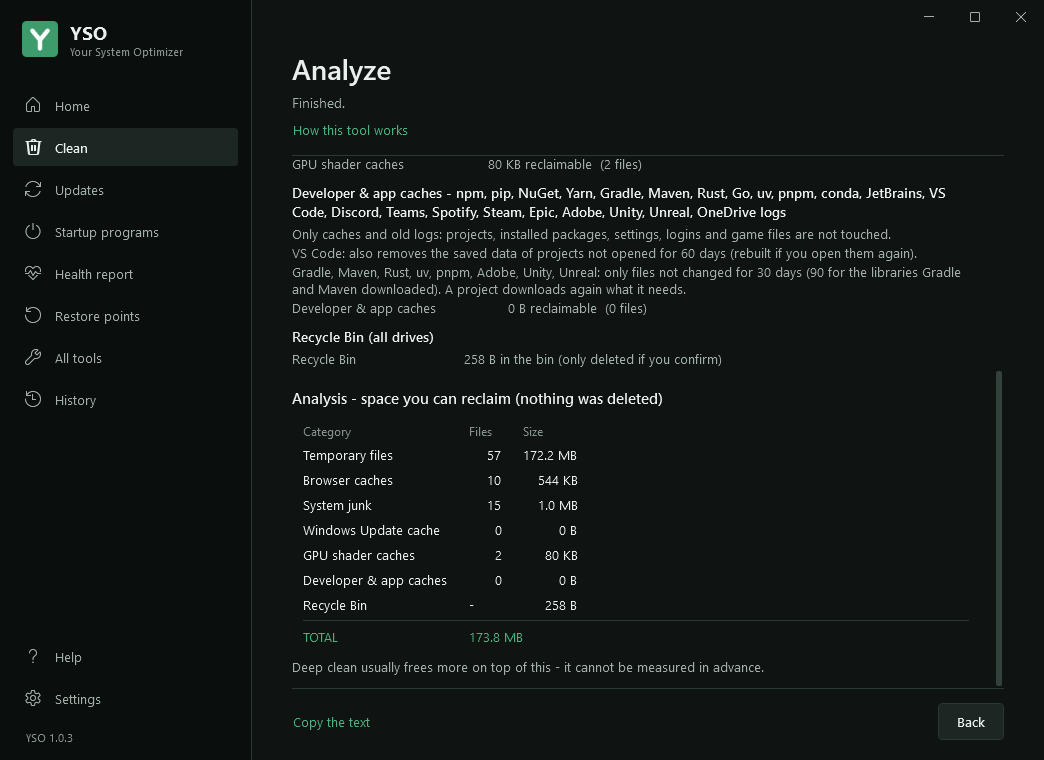 YSO
Your System Optimizer
Home
Clean
Updates
Startup programs
Health report
Restore points
All tools
History
? Help
Settings
YSO 1.0.3
Analyze
Finished.
How this tool works
GPU shader caches 80 KB reclaimable (2 files)
Developer & app caches - npm, pip, NuGet, Yarn, Gradle, Maven, Rust, Go, uv, pnpm, conda, JetBrains, VS
Code, Discord, Teams, Spotify, Steam, Epic, Adobe, Unity, Unreal, OneDrive logs
Only caches and old logs: projects, installed packages, settings, logins and game files are not touched.
VS Code: also removes the saved data of projects not opened for 60 days (rebuilt if you open them again).
Gradle, Maven, Rust, uv, pnpm, Adobe, Unity, Unreal: only files not changed for 30 days (90 for the libraries Gradle
and Maven downloaded). A project downloads again what it needs.
Developer & app caches 0 B reclaimable (0 files)
Recycle Bin (all drives)
Recycle Bin 258 B in the bin (only deleted if you confirm)
Analysis - space you can reclaim (nothing was deleted)
Category Files Size
Temporary files 57 172.2 MB
Browser caches 10 544 KB
System junk 15 1.0 MB
Windows Update cache 0 0 B
GPU shader caches 2 80 KB
Developer & app caches 0 0 B
Recycle Bin - 258 B
TOTAL 173.8 MB
Deep clean usually frees more on top of this - it cannot be measured in advance.
Copy the text
Back